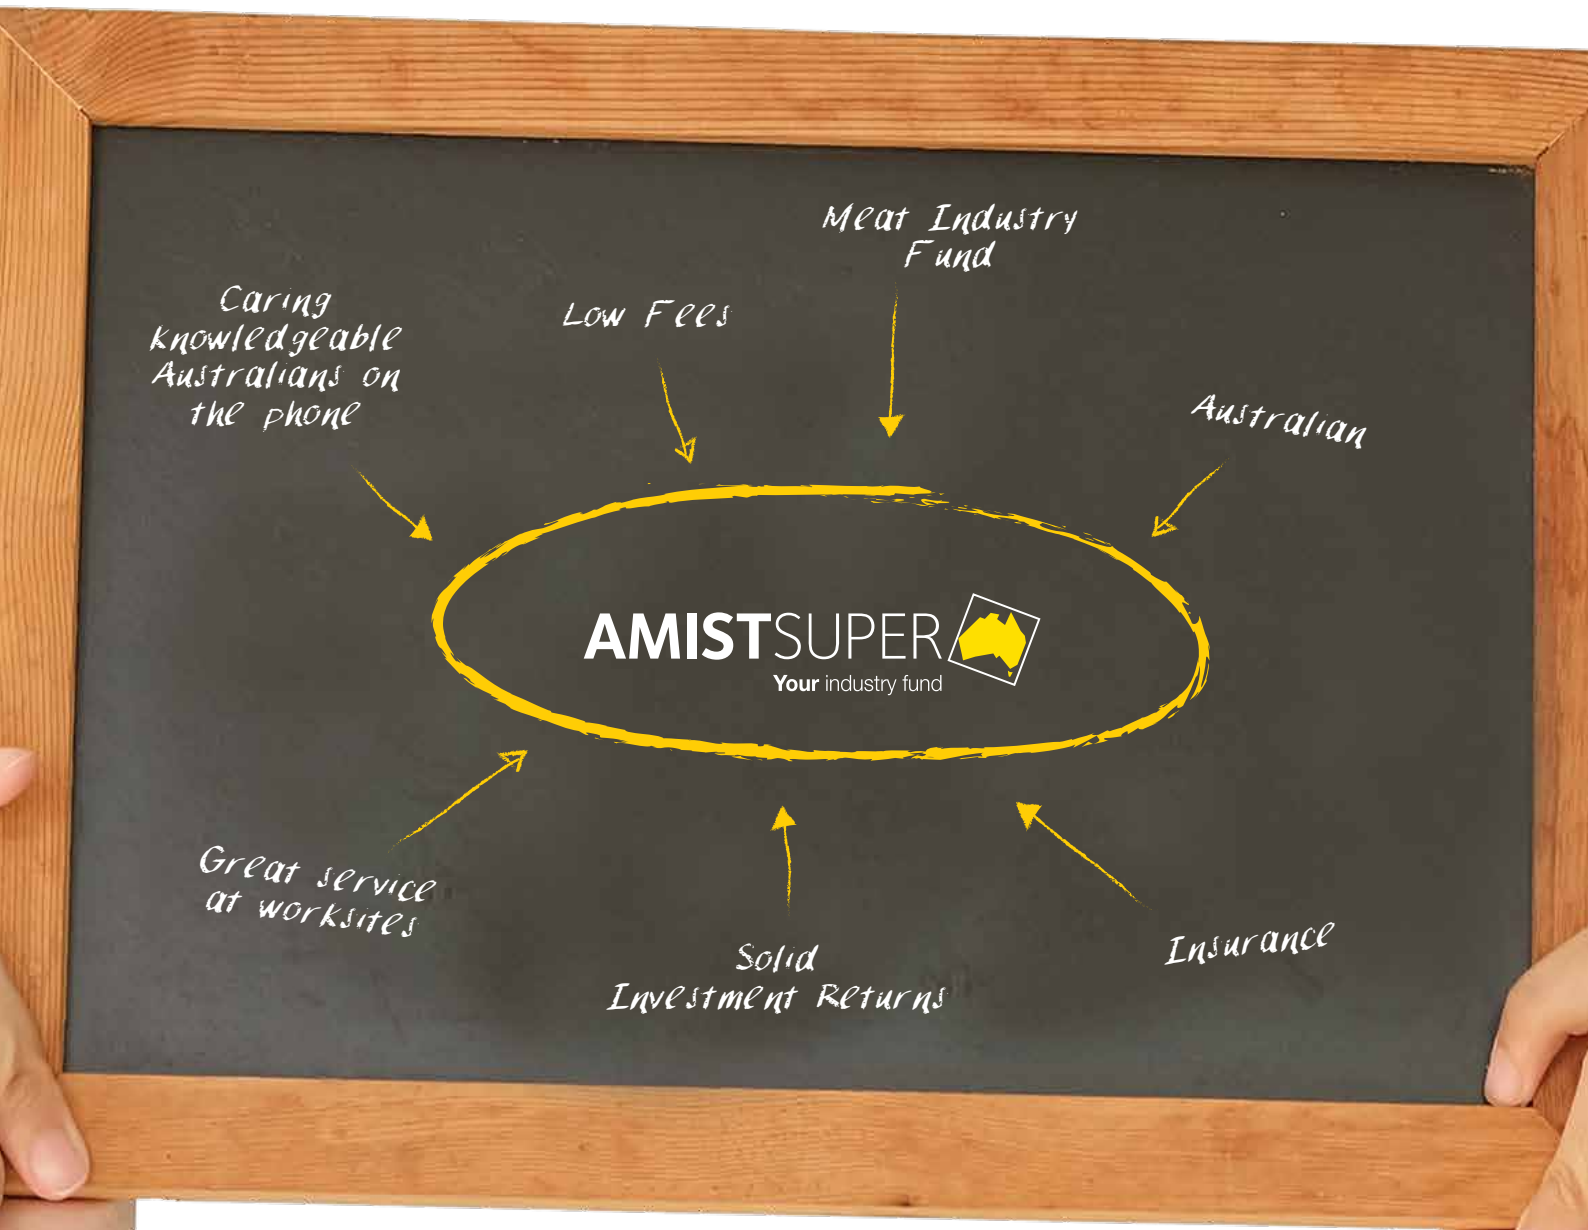 Meat Industry
Fund
Caring
Knowledgeable
Australians on
the phone
Low Fees
Australian
AMISTSUPER
Your industry fund
Great service
at worksites
Solid
Investment Returns
Insurance